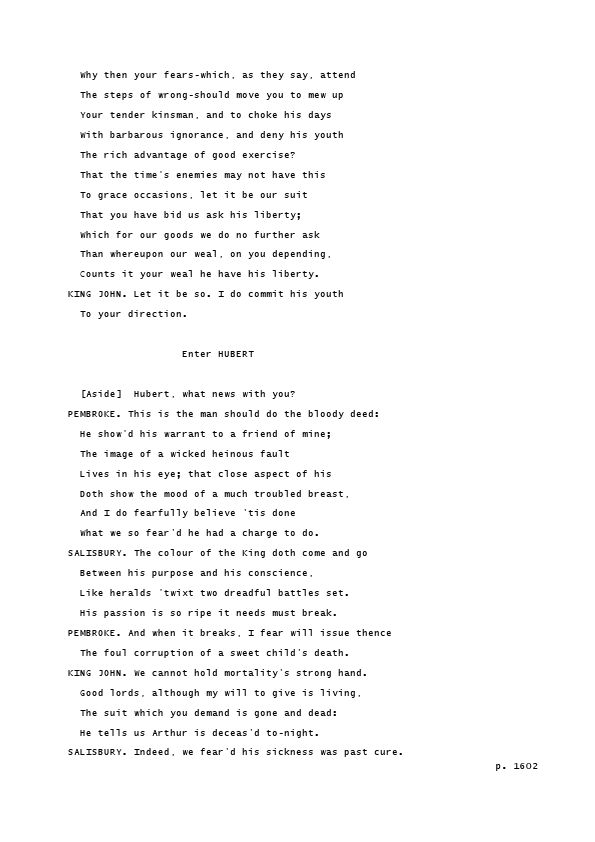 Why then your fears-which, as they say, attend
The steps of wrong-should move you to mew up
Your tender kinsman, and to choke his days
With barbarous ignorance, and deny his youth
The rich advantage of good exercise?
That the time's enemies may not have this
To grace occasions, let it be our suit
That you have bid us ask his liberty;
Which for our goods we do no further ask
Than whereupon our weal, on you depending,
Counts it your weal he have his liberty.
KING JOHN. Let it be so. I do commit his youth
To your direction.
Enter HUBERT
[Aside]  Hubert, what news with you?
PEMBROKE. This is the man should do the bloody deed:
He show'd his warrant to a friend of mine;
The image of a wicked heinous fault
Lives in his eye; that close aspect of his
Doth show the mood of a much troubled breast,
And I do fearfully believe 'tis done
What we so fear'd he had a charge to do.
SALISBURY. The colour of the King doth come and go
Between his purpose and his conscience,
Like heralds 'twixt two dreadful battles set.
His passion is so ripe it needs must break.
PEMBROKE. And when it breaks, I fear will issue thence
The foul corruption of a sweet child's death.
KING JOHN. We cannot hold mortality's strong hand.
Good lords, although my will to give is living,
The suit which you demand is gone and dead:
He tells us Arthur is deceas'd to-night.
SALISBURY. Indeed, we fear'd his sickness was past cure.
p. 1602